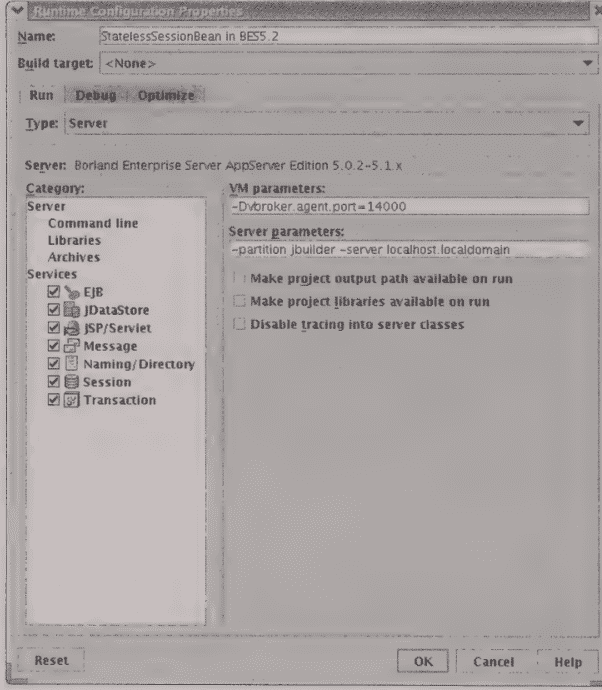 Runtime Configuration Properties
Name: StatelessSessionBean in BES5.2
Build target: <None>
Run Debug Optimize
Type: Server
Server: Borland Enterprise Server AppServer Edition 5.0.2-5.1.x
Category:
Server
Command line
Libraries
Archives
Services
EJB
JDataStore
JSP/Servlet
Message
Naming/Directory
Session
Transaction
VM parameters:
-Dvbroker.agent.port=14000
Server parameters:
-partition jbuilder -server localhost.localdomain
Make project output path available on run
Make project libraries available on run
Disable tracing into server classes
Reset OK Cancel Help